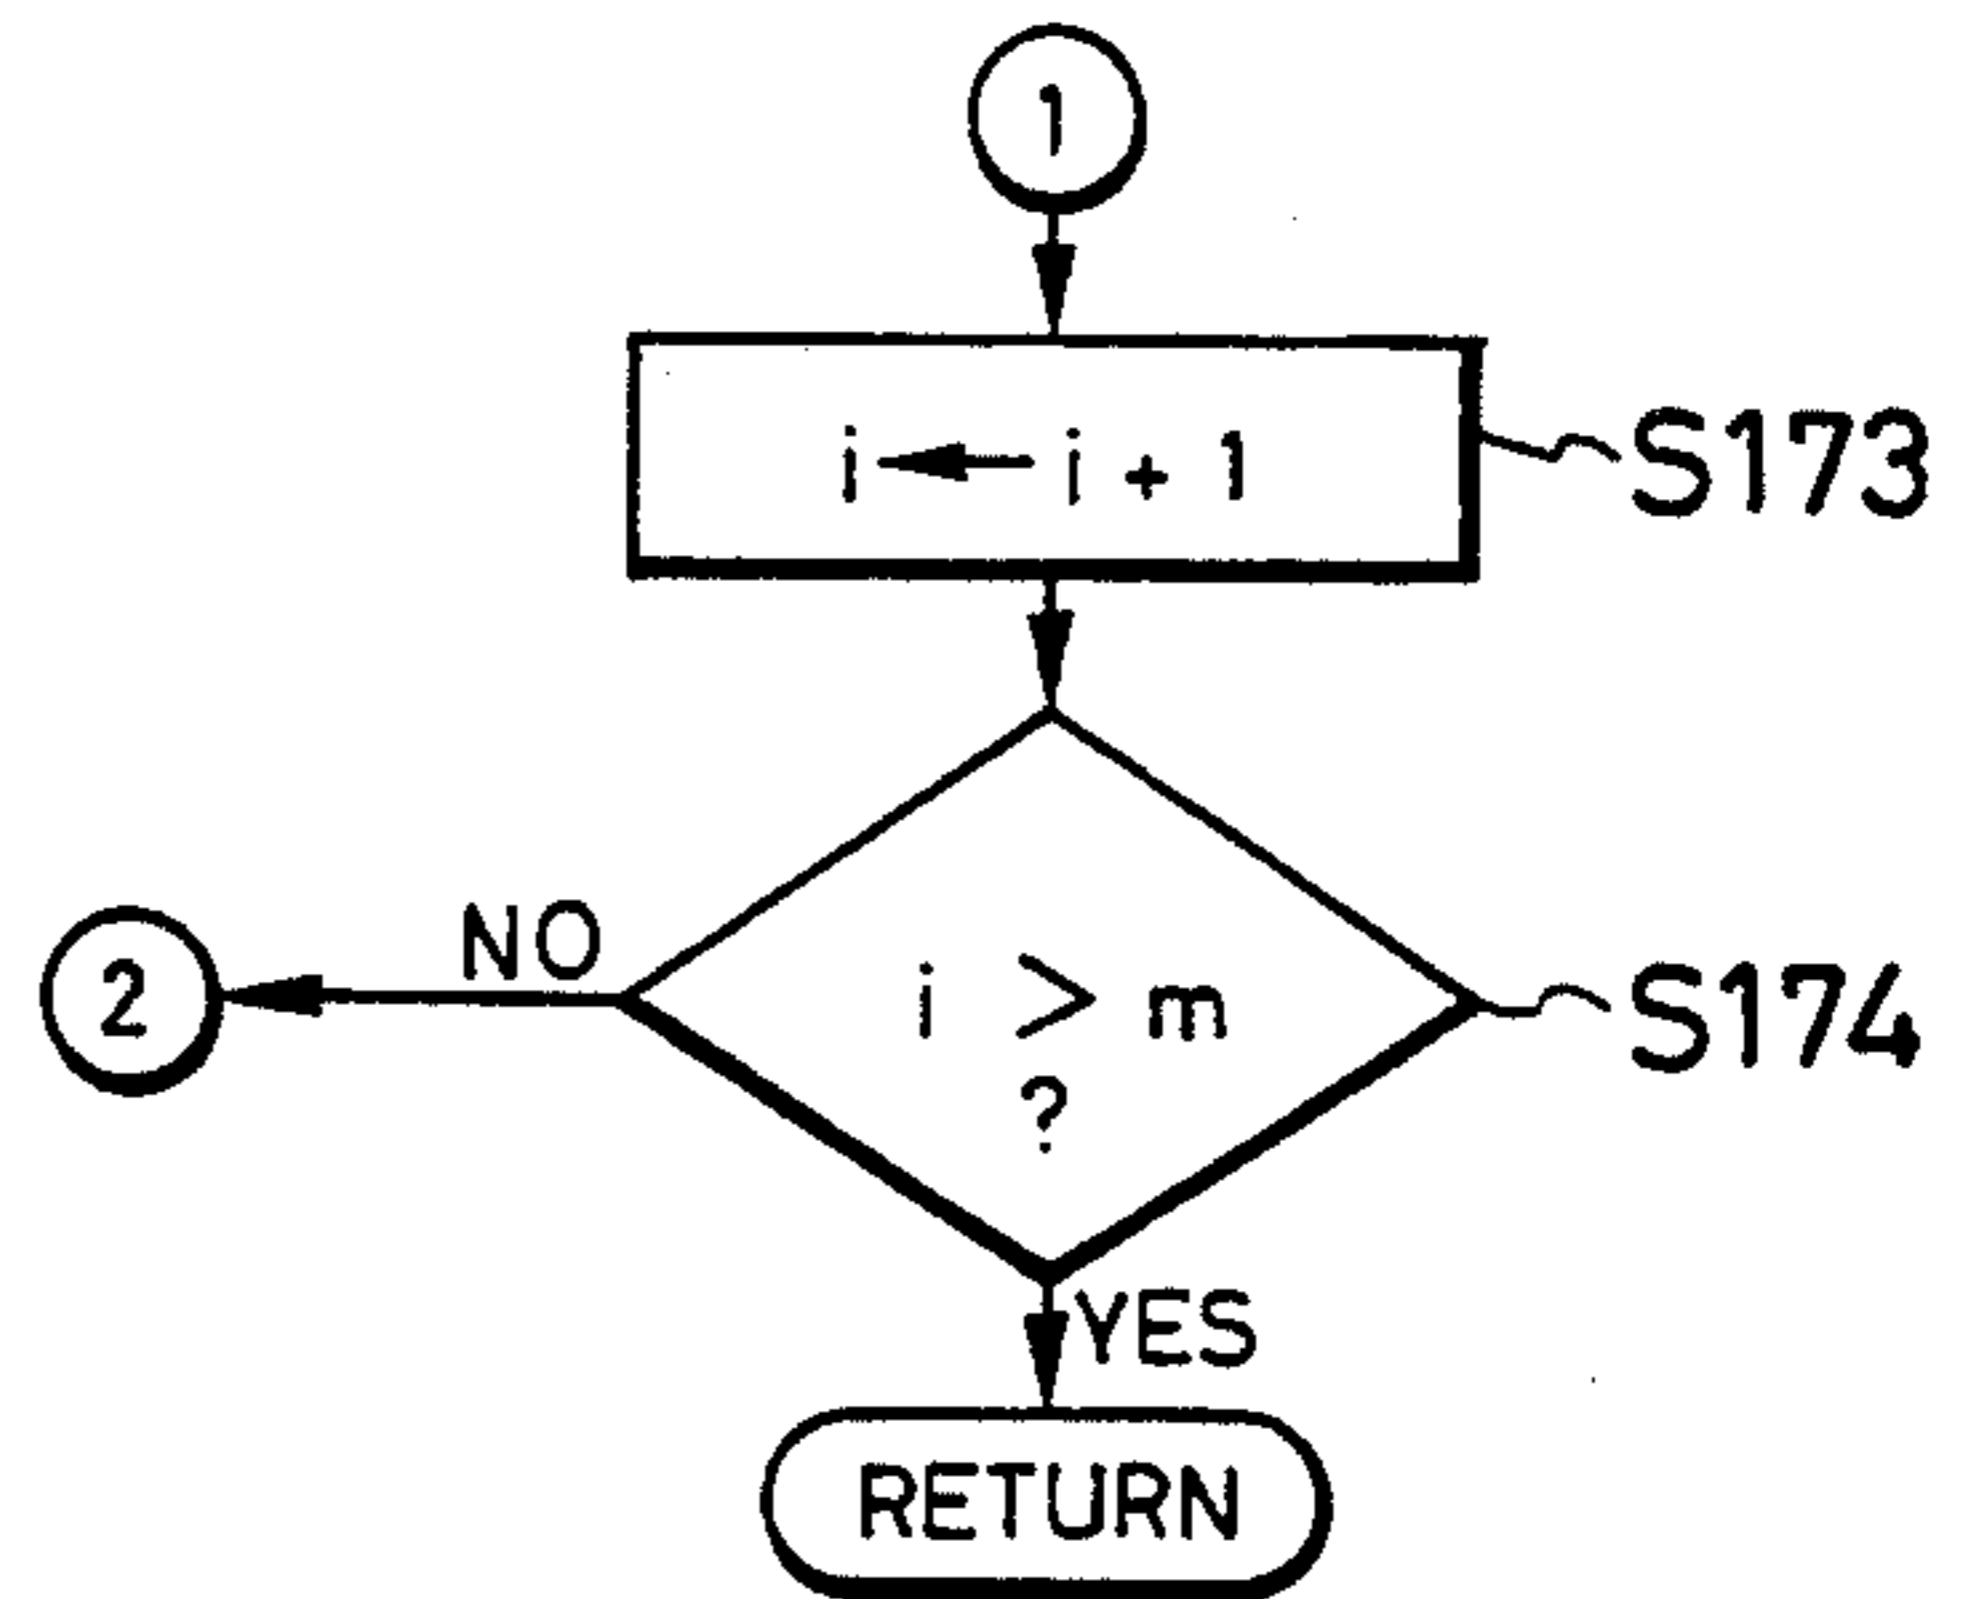 1
i ← i + 1
S173
NO
2
i > m
?
S174
YES
RETURN